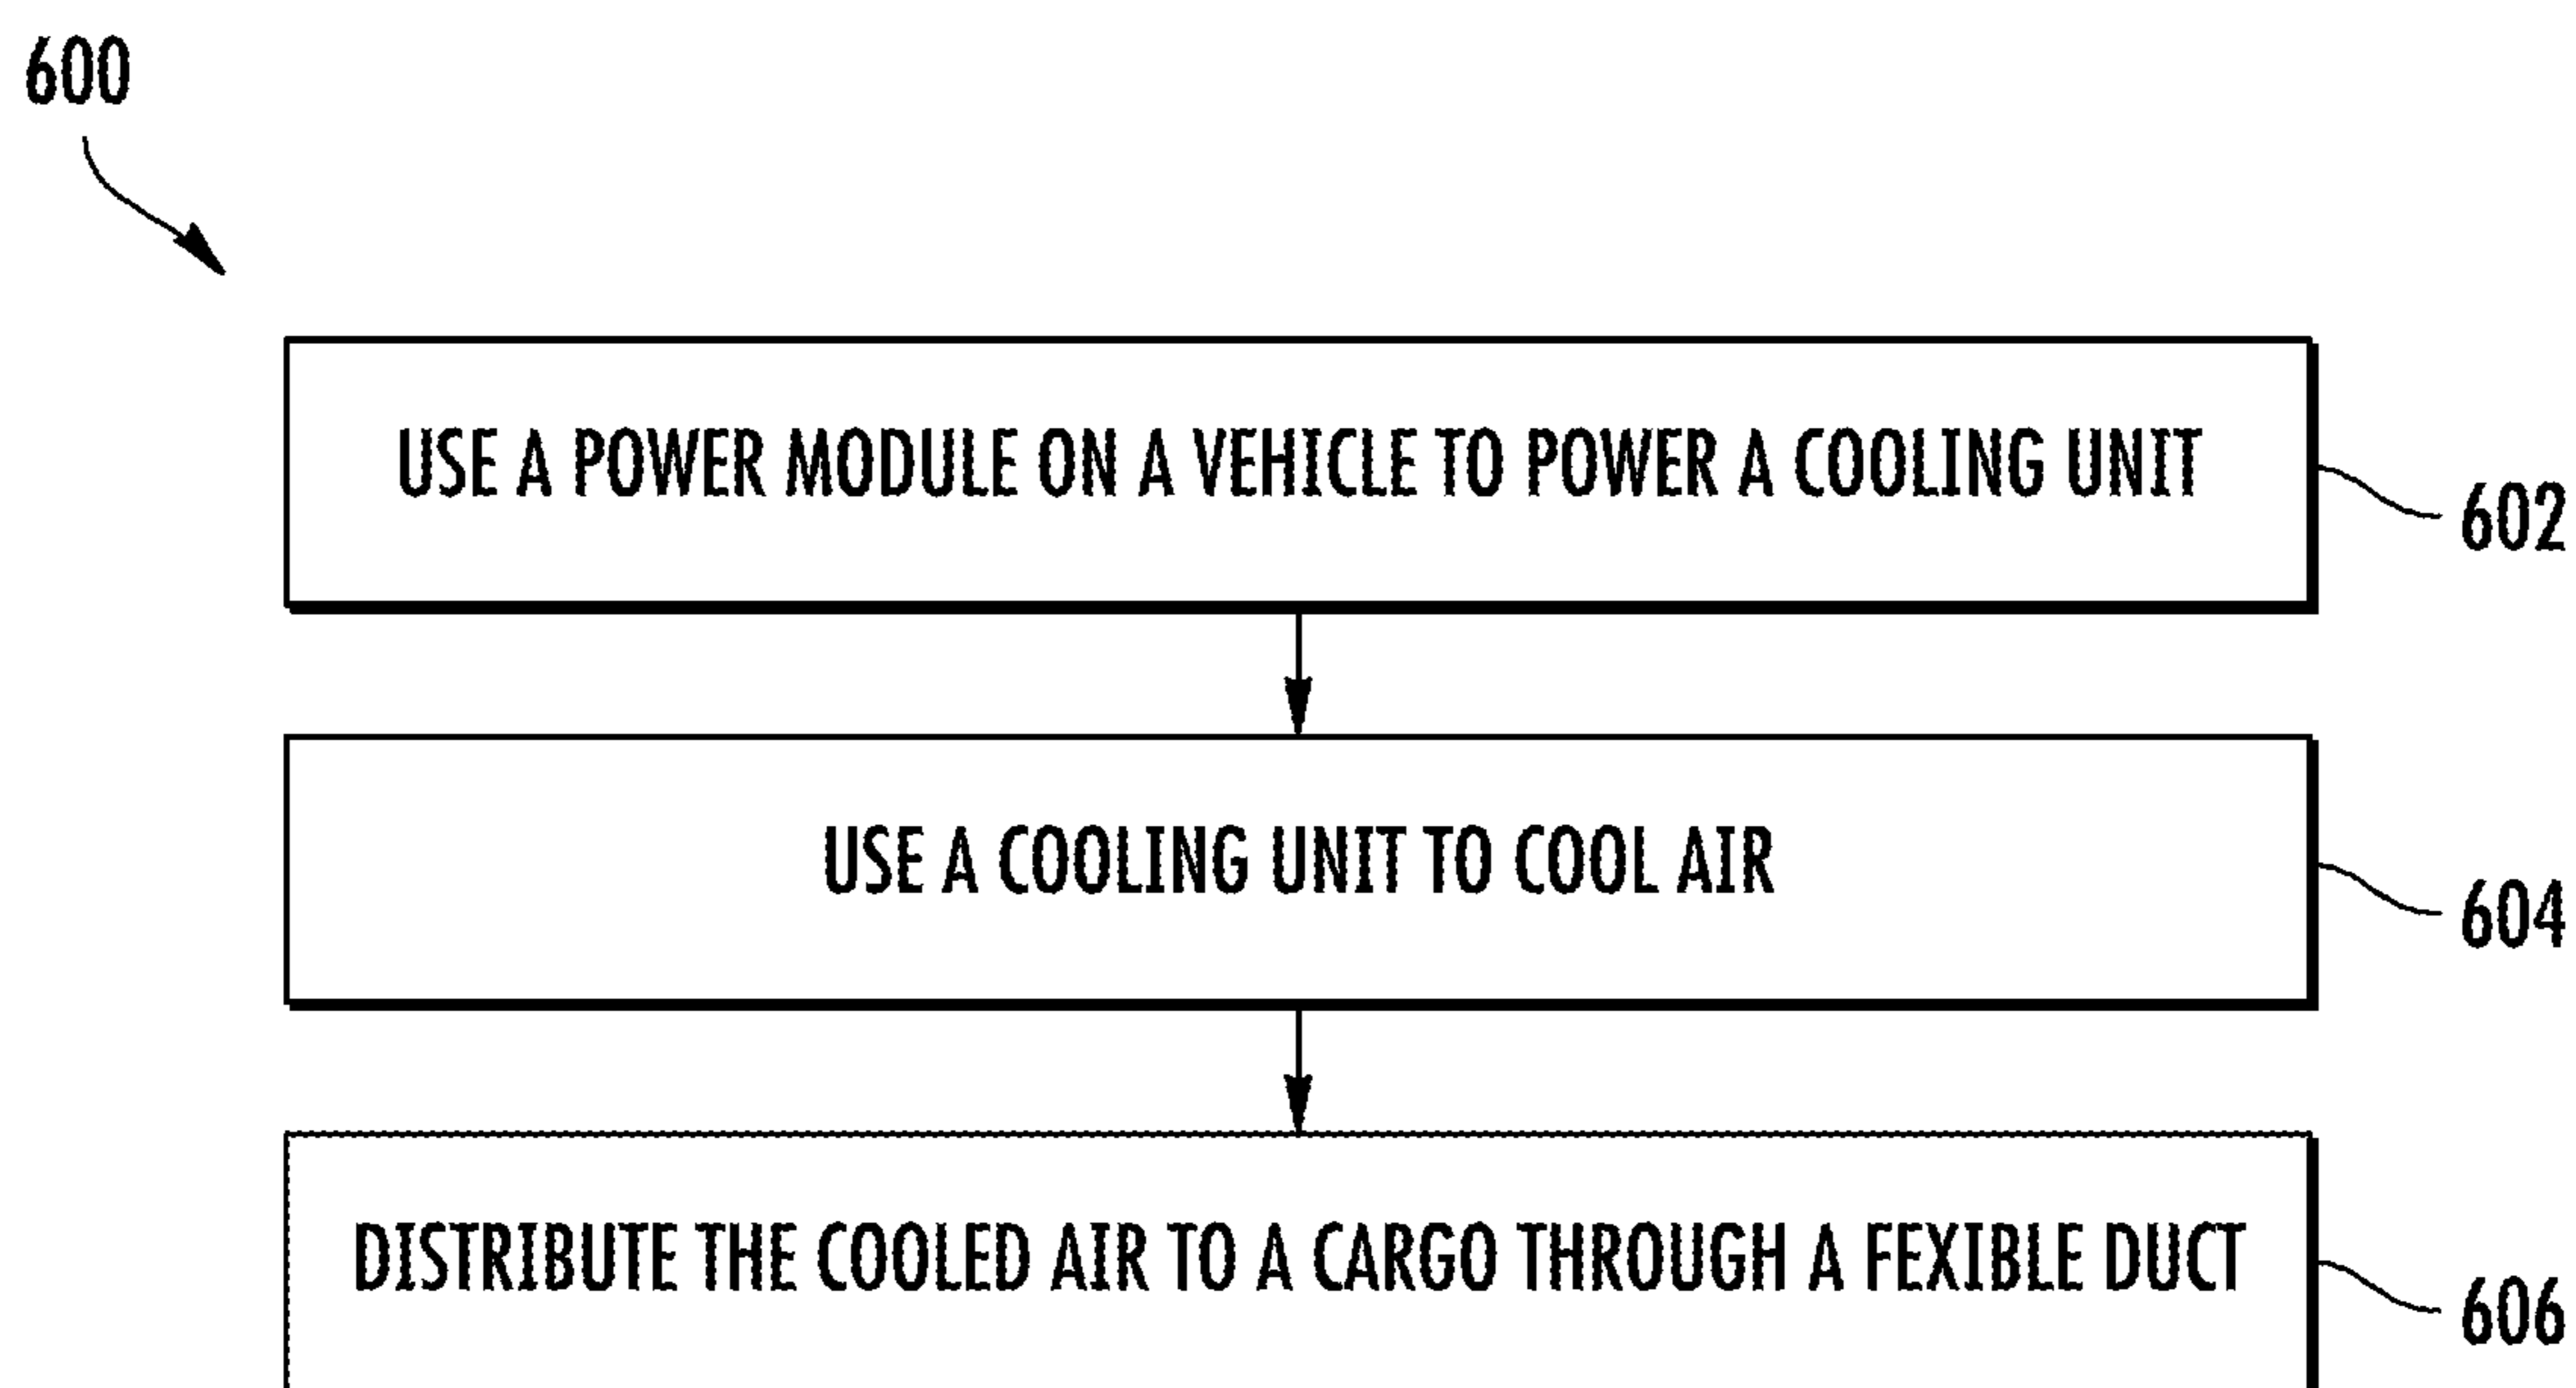 600
USE A POWER MODULE ON A VEHICLE TO POWER A COOLING UNIT
602
USE A COOLING UNIT TO COOL AIR
604
DISTRIBUTE THE COOLED AIR TO A CARGO THROUGH A FEXIBLE DUCT
606